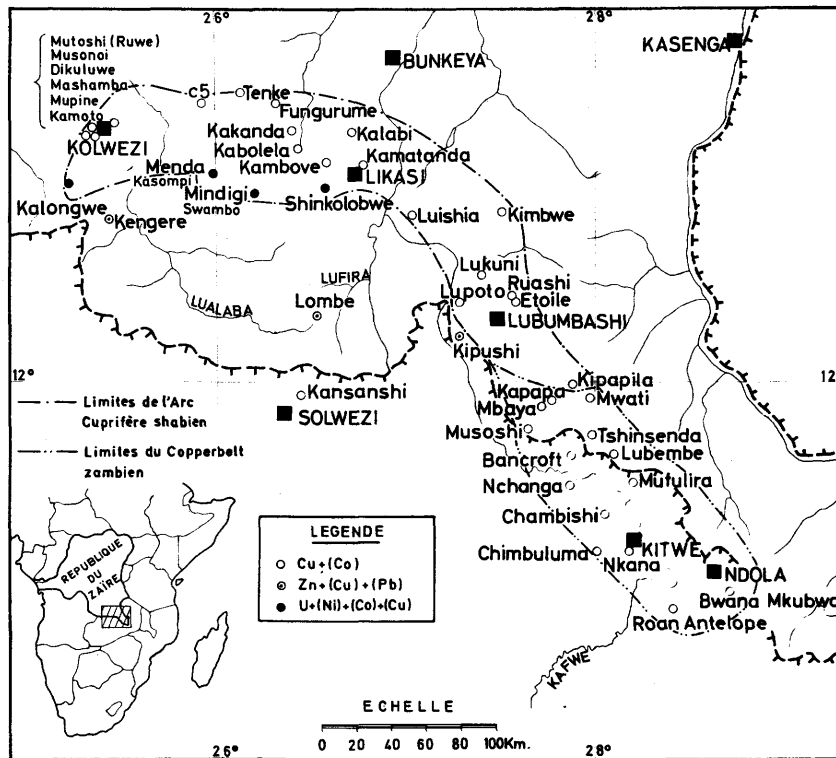 26°
28°
Mutoshi (Ruwe)
Musonoi
Dikuluwe
Mashamba
Mupine
Kamoto
KOLWEZI
c5
Tenke
Fungurume
BUNKEYA
KASENGA
Kakanda
Kabolela
Kambove
Kalabi
Kamatanda
LIKASI
Menda
Kasompi
Mindigi
Swambo
Shinkolobwe
Kalongwe
Kengere
Luishia
Kimbwe
LUALABA
LUFIRA
Lombe
Lukuni
Ruashi
Lupoto
Etoile
LUBUMBASHI
Kipushi
12°
12
Kansanshi
SOLWEZI
Kipapila
Kapapa
Mwati
Mbaya
Musoshi
Tshinsenda
Lubembe
Bancroft
Nchanga
Mufulira
Chambishi
Chimbuluma
KITWE
Nkana
NDOLA
Bwana Mkubwa
Roan Antelope
KAFWE
Limites de l'Arc
Cuprifère shabien
Limites du Copperbelt
zambien
REPUBLIQUE
DU
ZAÏRE
LEGENDE
Cu+(Co)
Zn+(Cu)+(Pb)
U+(Ni)+(Co)+(Cu)
ECHELLE
0 20 40 60 80 100Km.
26°
28°